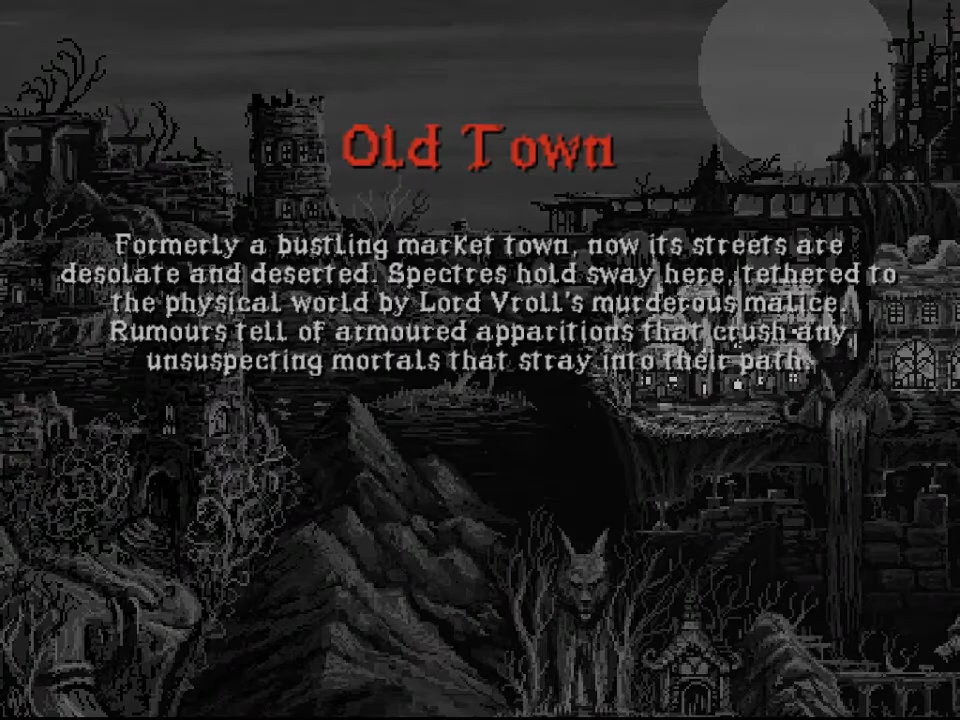 Old Town
Formerly a bustling market town, now its streets are
desolate and deserted. Spectres hold sway here, tethered to
the physical world by Lord Vroll's murderous malice.
Rumours tell of armoured apparitions that crush any
unsuspecting mortals that stray into their path.